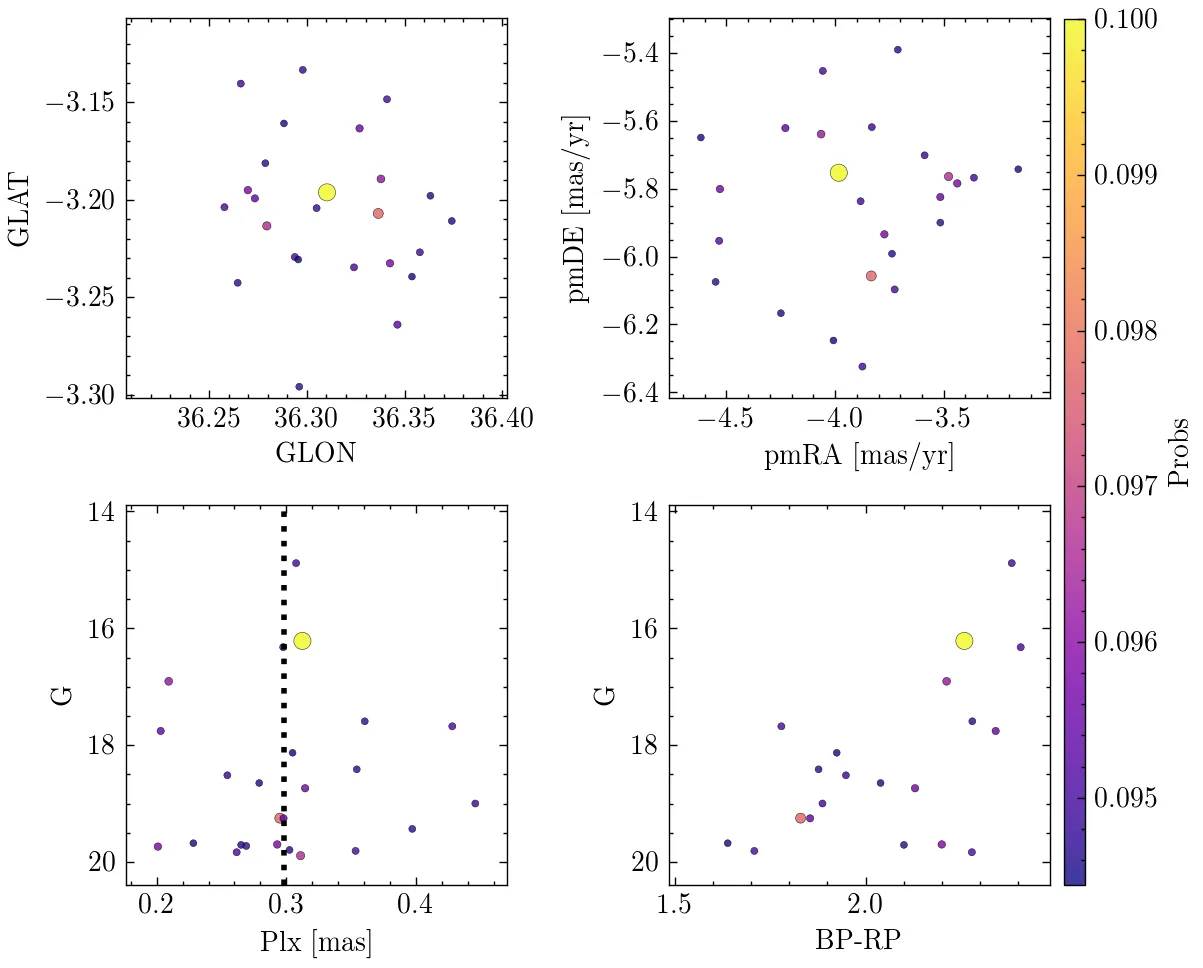 GLAT
−3.15
−3.20
−3.25
−3.30
36.25 36.30 36.35 36.40
GLON
pmDE [mas/yr]
−5.4
−5.6
−5.8
−6.0
−6.2
−6.4
−4.5 −4.0 −3.5
pmRA [mas/yr]
G
14
16
18
20
0.2 0.3 0.4
Plx [mas]
G
14
16
18
20
1.5 2.0
BP-RP
0.100
0.099
0.098
0.097
0.096
0.095
Probs